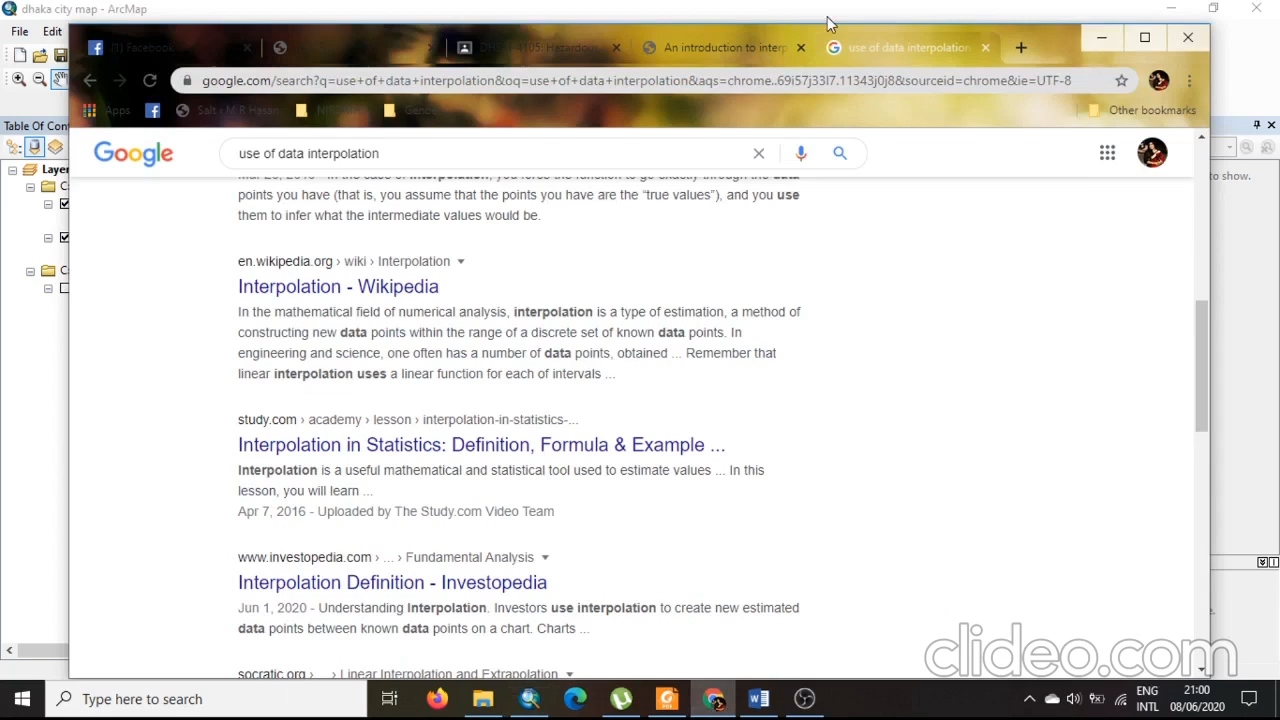 dhaka city map - ArcMap
File Edit
(1) Facebook
An introduction to interp
use of data interpolation
google.com/search?q=use+of+data+interpolation&oq=use+of+data+interpolation&aqs=chrome..69i57j33l7.11343j0j8&sourceid=chrome&ie=UTF-8
Apps
Salt › M R Hasan
Other bookmarks
Table Of Con
Layer
Google
use of data interpolation
points you have (that is, you assume that the points you have are the “true values”), and you use
them to infer what the intermediate values would be.
en.wikipedia.org › wiki › Interpolation
Interpolation - Wikipedia
In the mathematical field of numerical analysis, interpolation is a type of estimation, a method of
constructing new data points within the range of a discrete set of known data points. In
engineering and science, one often has a number of data points, obtained ... Remember that
linear interpolation uses a linear function for each of intervals ...
study.com › academy › lesson › interpolation-in-statistics-...
Interpolation in Statistics: Definition, Formula & Example ...
Interpolation is a useful mathematical and statistical tool used to estimate values ... In this
lesson, you will learn ...
Apr 7, 2016 - Uploaded by The Study.com Video Team
www.investopedia.com › ... › Fundamental Analysis
Interpolation Definition - Investopedia
Jun 1, 2020 - Understanding Interpolation. Investors use interpolation to create new estimated
data points between known data points on a chart. Charts ...
socratic.org › ... › Linear Interpolation and Extrapolation
to show.
clideo.com
Type here to search
ENG
INTL
21:00
08/06/2020